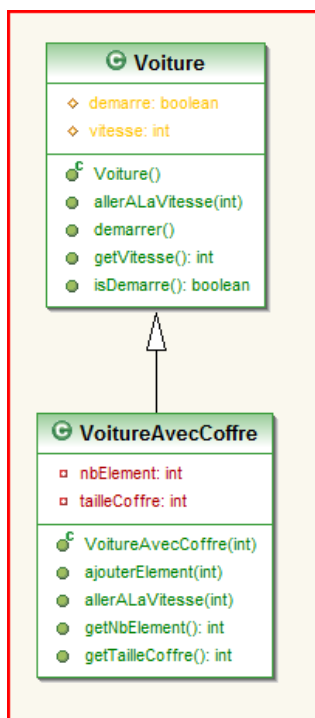 Voiture
demarre: boolean
vitesse: int
Voiture()
allerALaVitesse(int)
demarrer()
getVitesse(): int
isDemarre(): boolean
VoitureAvecCoffre
nbElement: int
tailleCoffre: int
VoitureAvecCoffre(int)
ajouterElement(int)
allerALaVitesse(int)
getNbElement(): int
getTailleCoffre(): int